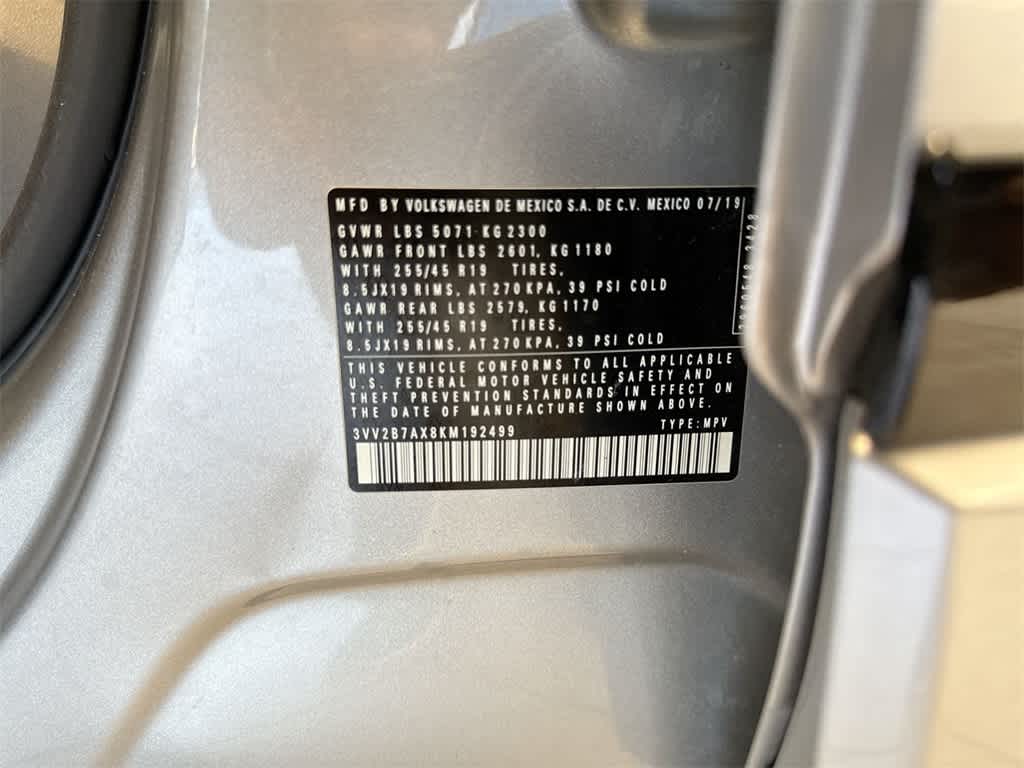 MFD BY VOLKSWAGEN DE MEXICO S.A. DE C.V. MEXICO 07/19
GVWR LBS 5071 KG 2300
GAWR FRONT LBS 2601, KG 1180
WITH 255/45 R19 TIRES,
8.5JX19 RIMS, AT 270 KPA, 39 PSI COLD
GAWR REAR LBS 2579, KG 1170
WITH 255/45 R19 TIRES,
8.5JX19 RIMS, AT 270 KPA, 39 PSI COLD
THIS VEHICLE CONFORMS TO ALL APPLICABLE
U.S. FEDERAL MOTOR VEHICLE SAFETY AND
THEFT PREVENTION STANDARDS IN EFFECT ON
THE DATE OF MANUFACTURE SHOWN ABOVE.
3VV2B7AX8KM192499 TYPE: MPV